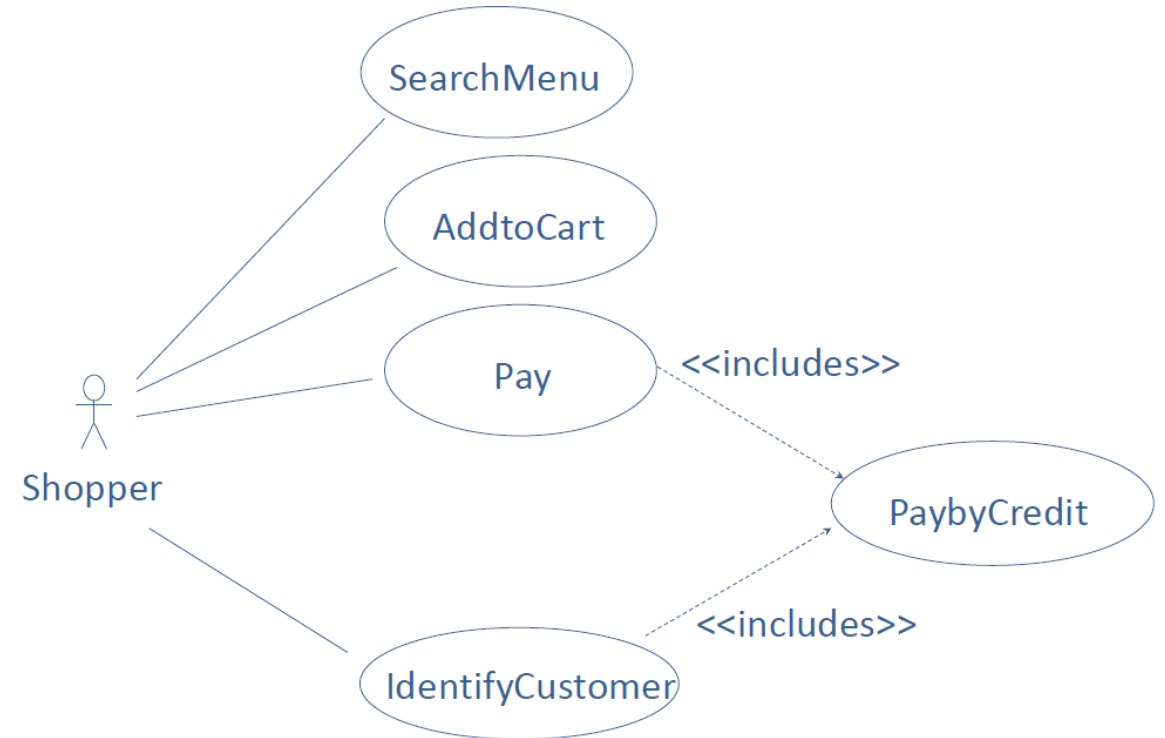 SearchMenu
AddtoCart
Pay
<<includes>>
Shopper
PaybyCredit
<<includes>>
IdentifyCustomer